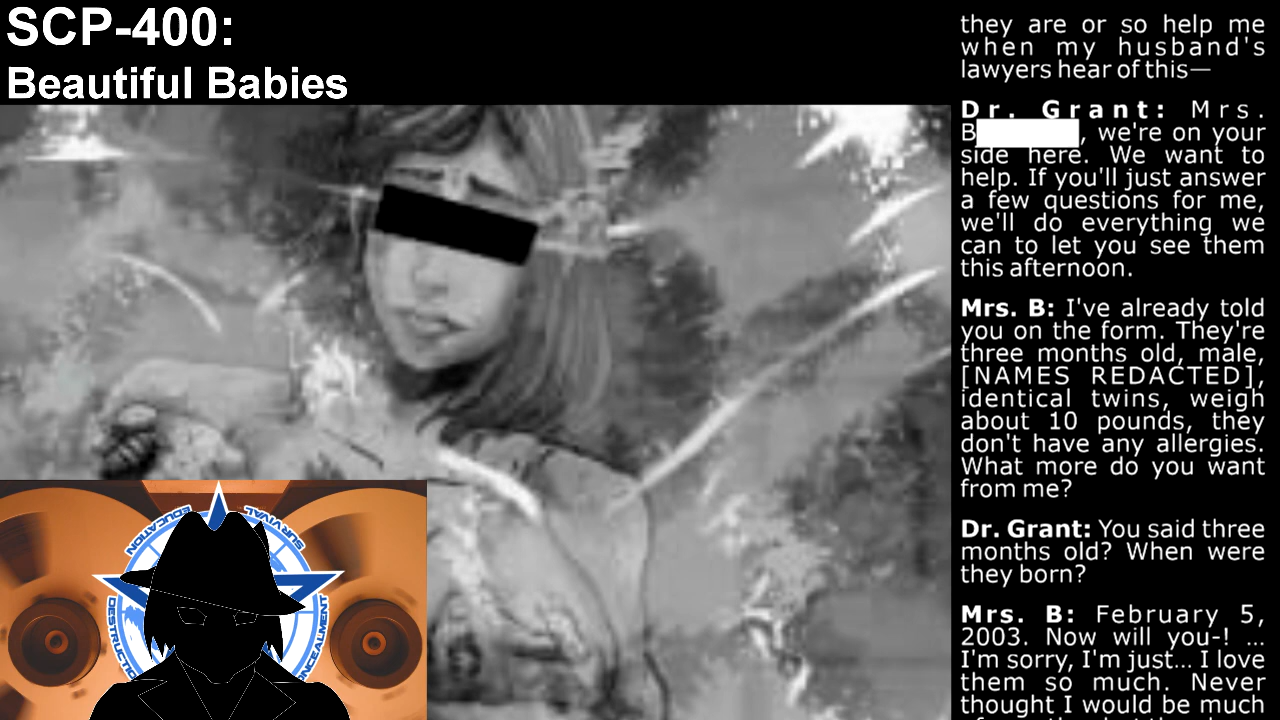 SCP-400:
Beautiful Babies
they are or so help me
when my husband's
lawyers hear of this—
Dr. Grant: Mrs.
B, we're on your
side here. We want to
help. If you'll just answer
a few questions for me,
we'll do everything we
can to let you see them
this afternoon.
Mrs. B: I've already told
you on the form. They're
three months old, male,
[NAMES REDACTED],
identical twins, weigh
about 10 pounds, they
don't have any allergies.
What more do you want
from me?
Dr. Grant: You said three
months old? When were
they born?
Mrs. B: February 5,
2003. Now will you-! ...
I'm sorry, I'm just... I love
them so much. Never
thought I would be much
EDUCATION
SURVIVAL